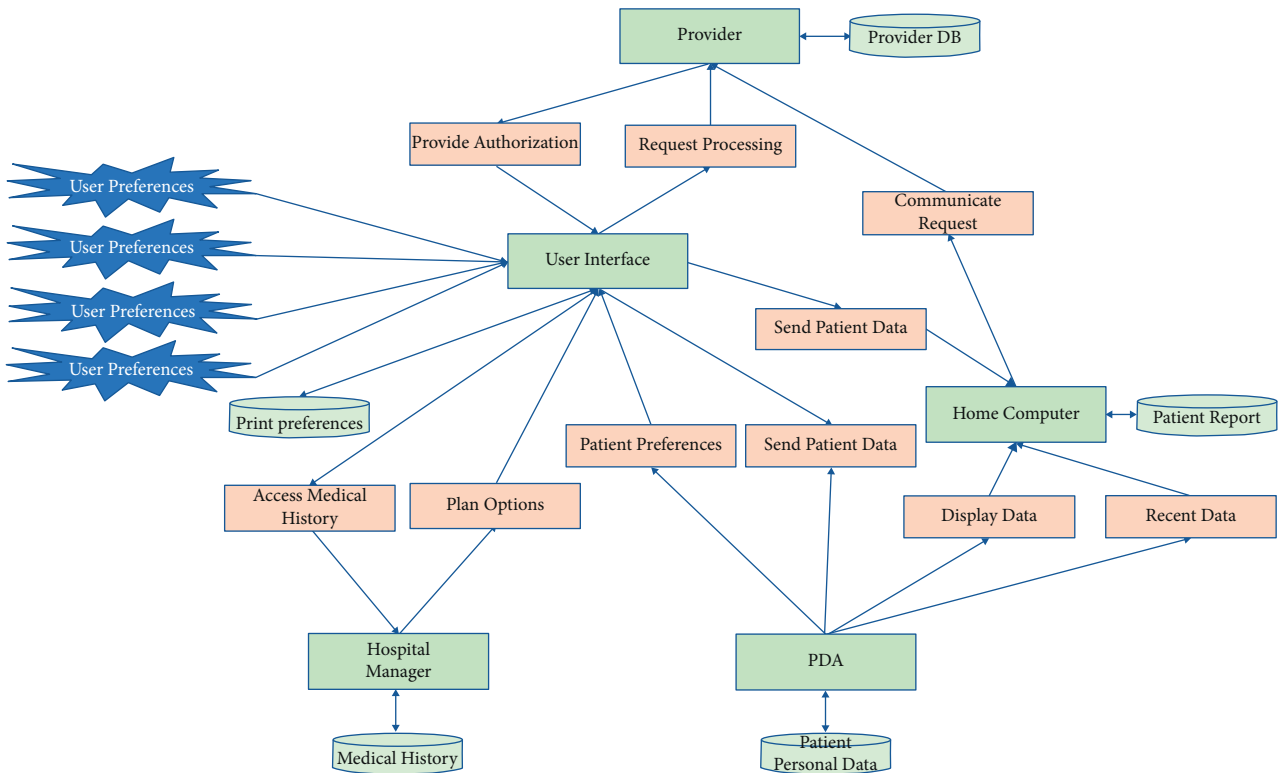 Provider
Provider DB
Provide Authorization
Request Processing
User Preferences
Communicate
Request
User Preferences
User Interface
User Preferences
Send Patient Data
User Preferences
Print preferences
Home Computer
Patient Report
Patient Preferences
Send Patient Data
Access Medical
History
Plan Options
Display Data
Recent Data
Hospital
Manager
PDA
Medical History
Patient
Personal Data